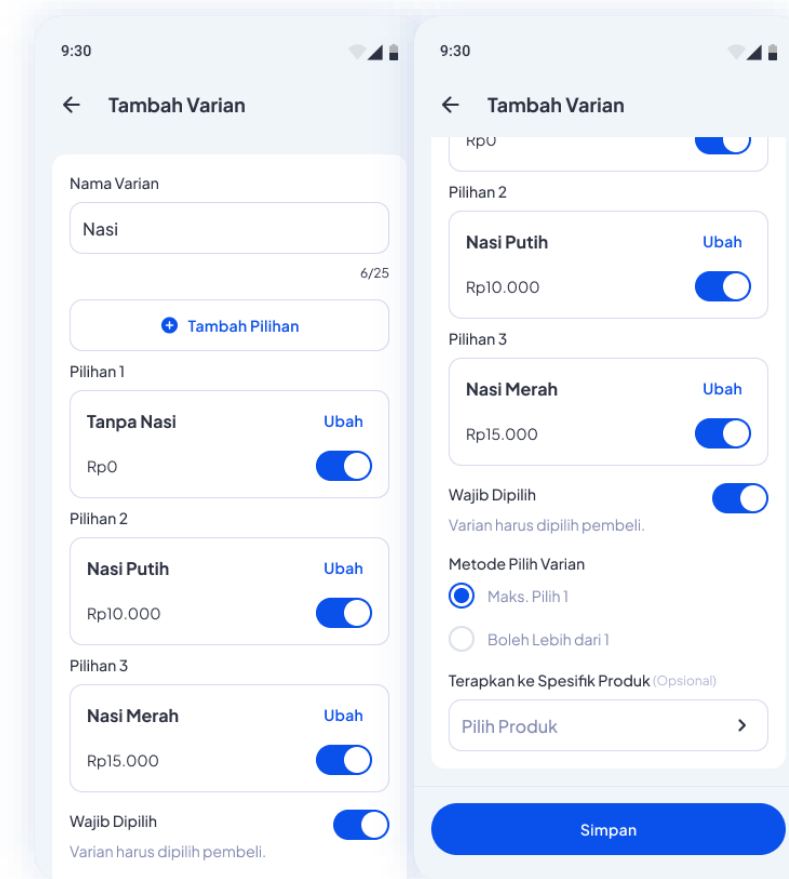 9:30
Tambah Varian
Nama Varian
Nasi
6/25
Tambah Pilihan
Pilihan 1
Tanpa Nasi Ubah
Rp0
Pilihan 2
Nasi Putih Ubah
Rp10.000
Pilihan 3
Nasi Merah Ubah
Rp15.000
Wajib Dipilih
Varian harus dipilih pembeli.
9:30
Tambah Varian
Rp0
Pilihan 2
Nasi Putih Ubah
Rp10.000
Pilihan 3
Nasi Merah Ubah
Rp15.000
Wajib Dipilih
Varian harus dipilih pembeli.
Metode Pilih Varian
Maks. Pilih 1
Boleh Lebih dari 1
Terapkan ke Spesifik Produk (Opsional)
Pilih Produk
Simpan